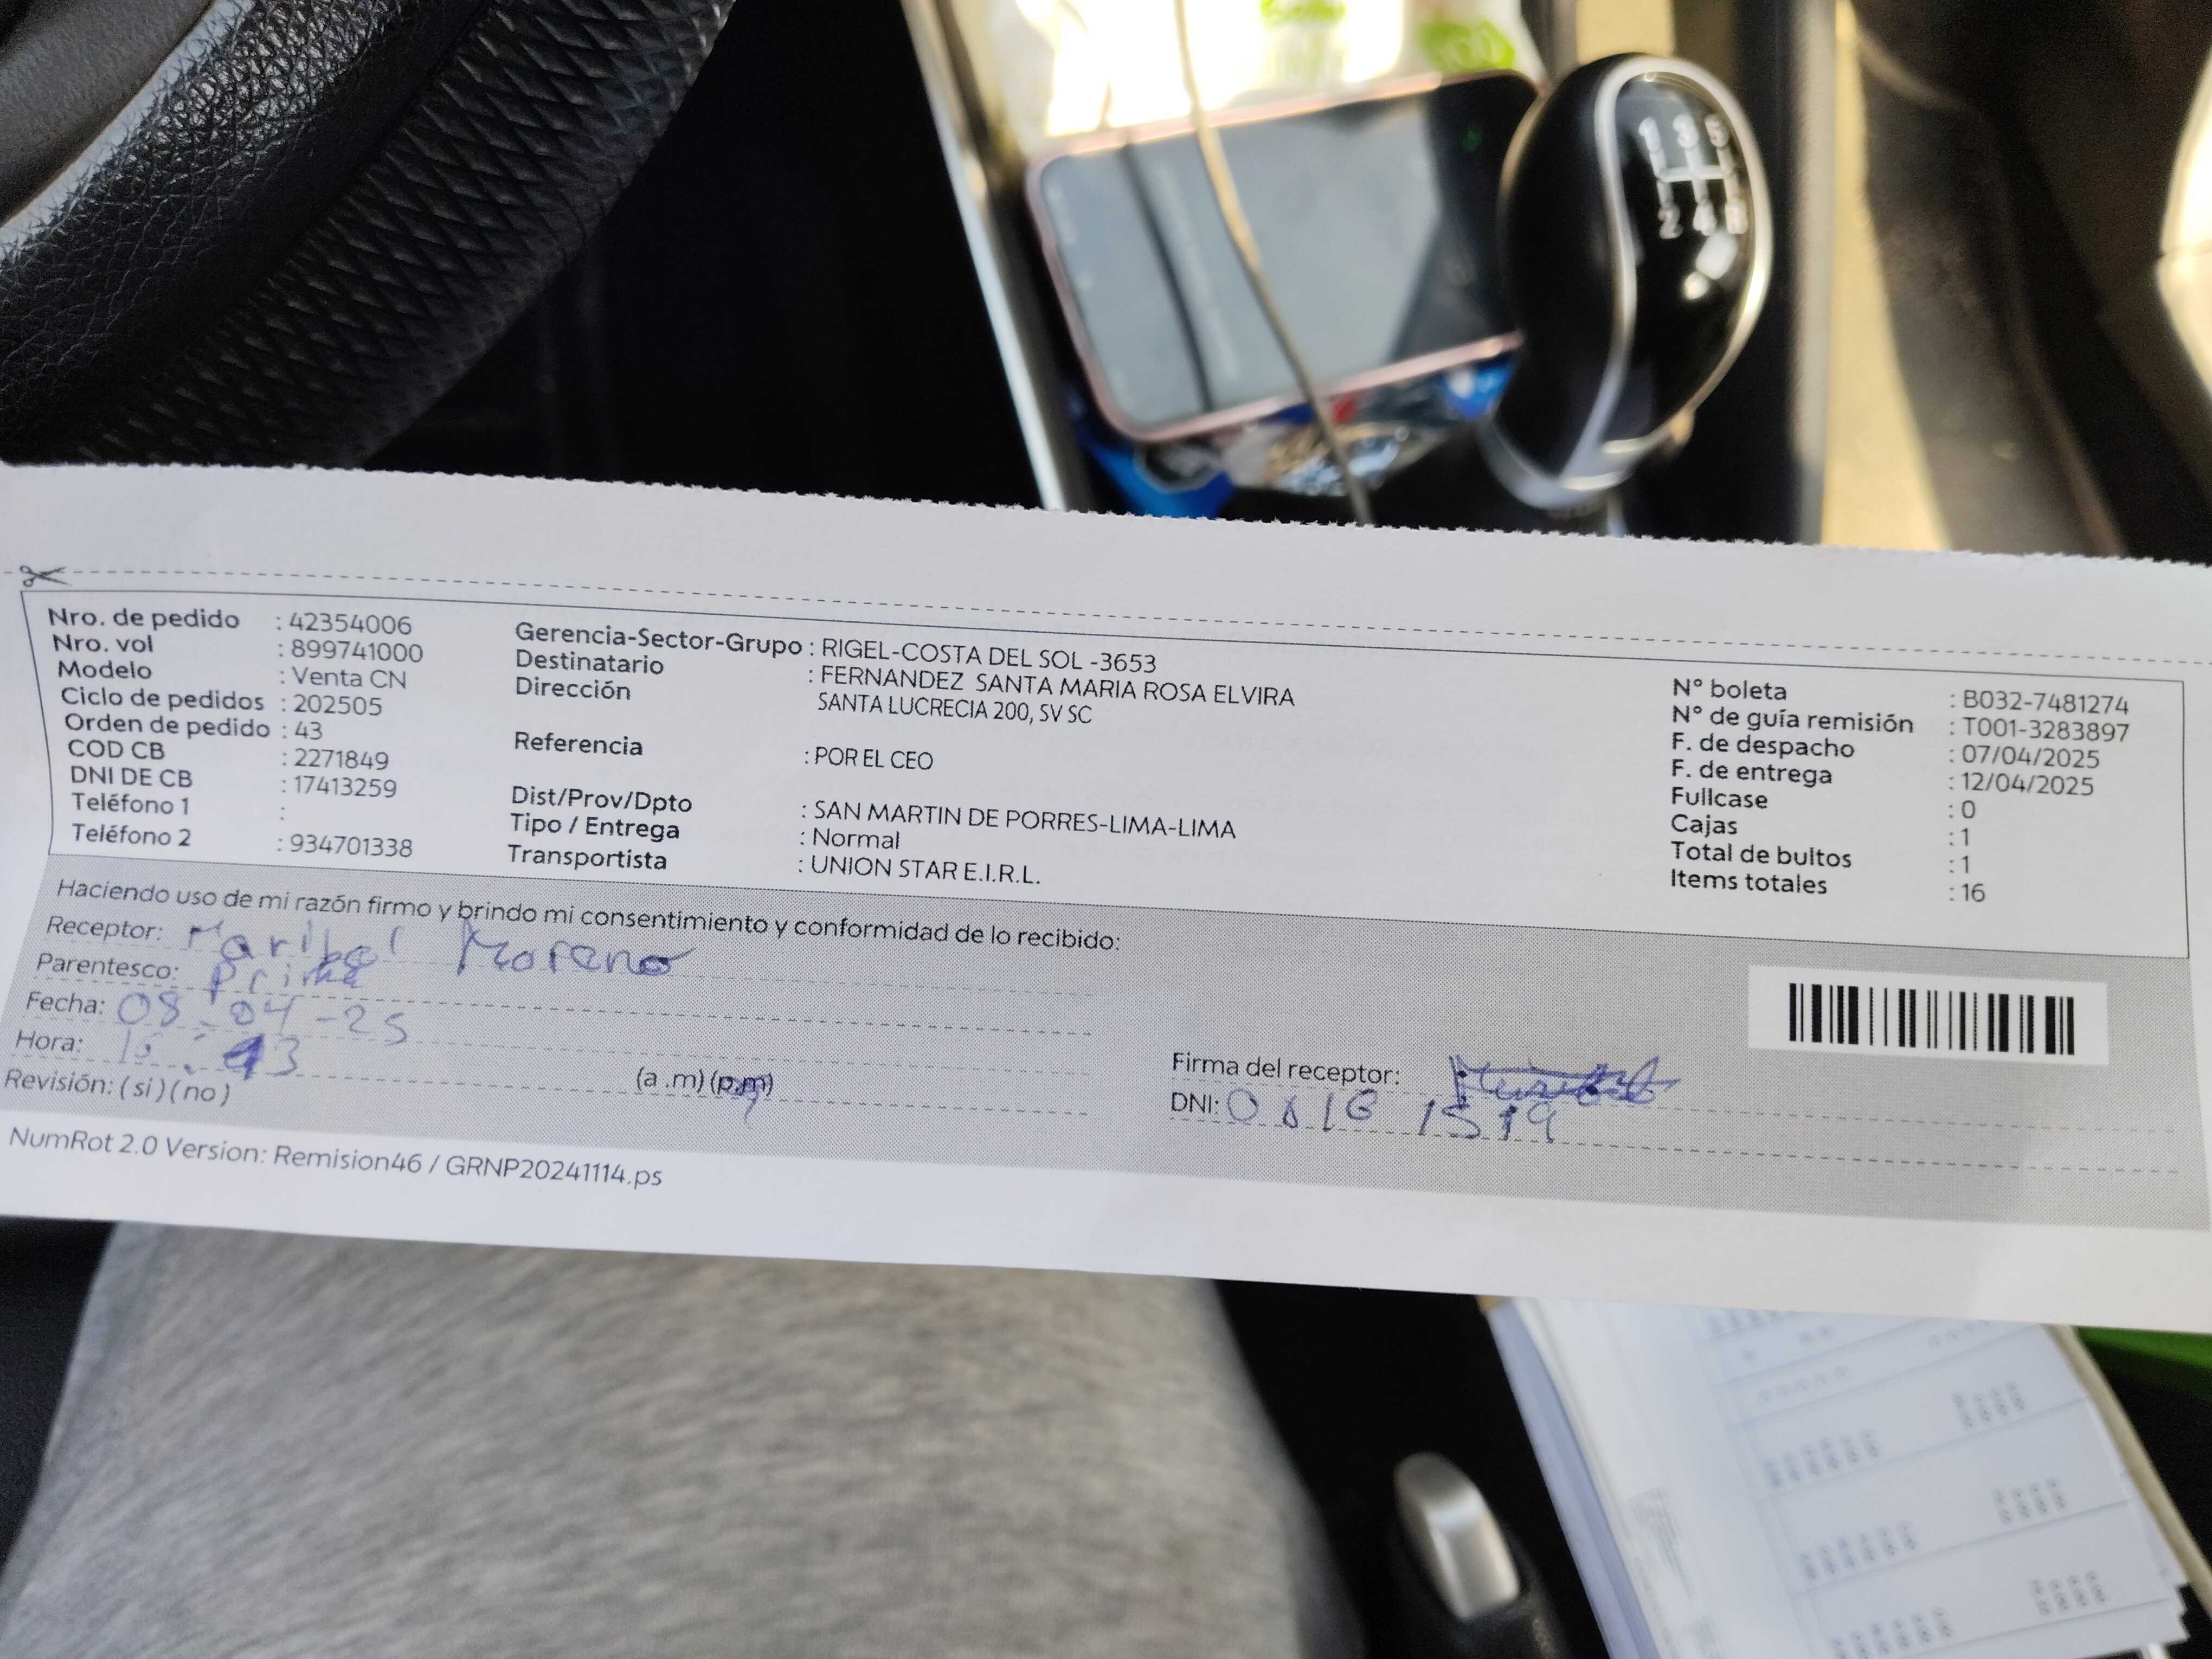 1 3 5
2 4 R
Nro. de pedido : 42354006
Nro. vol : 899741000
Modelo : Venta CN
Ciclo de pedidos : 202505
Orden de pedido : 43
COD CB : 2271849
DNI DE CB : 17413259
Teléfono 1 :
Teléfono 2 : 934701338
Gerencia-Sector-Grupo : RIGEL-COSTA DEL SOL -3653
Destinatario : FERNANDEZ SANTA MARIA ROSA ELVIRA
Dirección SANTA LUCRECIA 200, SV SC
Referencia : POR EL CEO
Dist/Prov/Dpto : SAN MARTIN DE PORRES-LIMA-LIMA
Tipo / Entrega : Normal
Transportista : UNION STAR E.I.R.L.
N° boleta : B032-7481274
N° de guía remisión : T001-3283897
F. de despacho : 07/04/2025
F. de entrega : 12/04/2025
Fullcase : 0
Cajas : 1
Total de bultos : 1
Items totales : 16
Haciendo uso de mi razón firmo y brindo mi consentimiento y conformidad de lo recibido:
Receptor: Maribel Moreno
Parentesco: Prima
Fecha: 08-04-25
Hora: (a .m) (p.m)
Revisión: ( si ) ( no )
Firma del receptor:
DNI:
NumRot 2.0 Version: Remision46 / GRNP20241114.ps